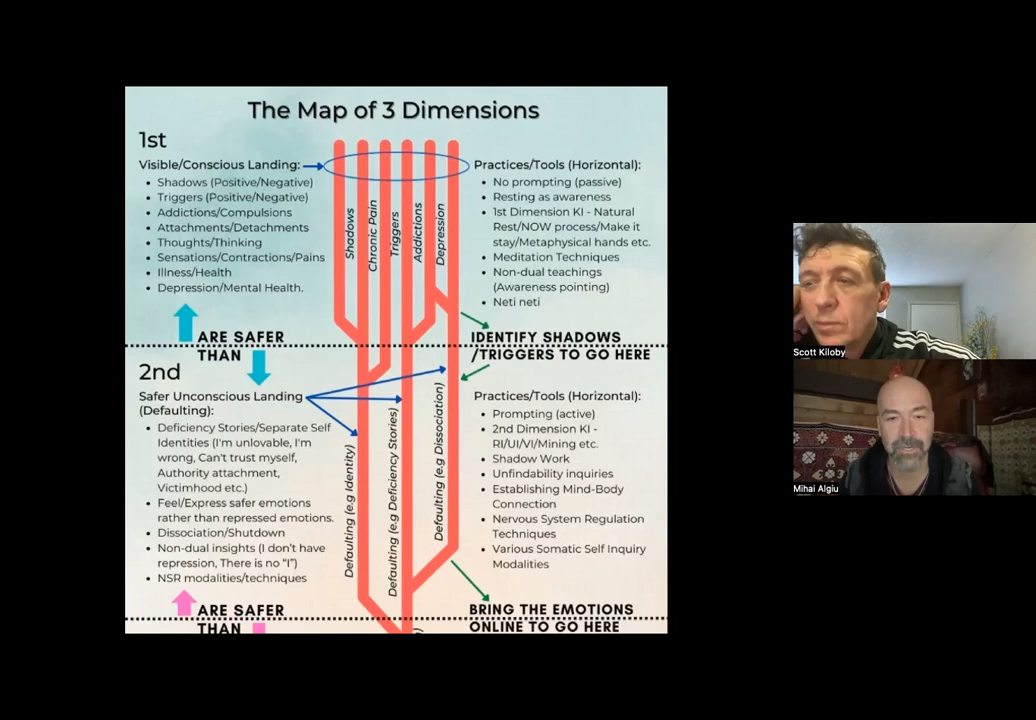 The Map of 3 Dimensions
1st
Visible/Conscious Landing:
• Shadows (Positive/Negative)
• Triggers (Positive/Negative)
• Addictions/Compulsions
• Attachments/Detachments
• Thoughts/Thinking
• Sensations/Contractions/Pains
• Illness/Health
• Depression/Mental Health.
Shadows
Chronic Pain
Triggers
Addictions
Depression
Practices/Tools (Horizontal):
• No prompting (passive)
• Resting as awareness
• 1st Dimension KI - Natural
Rest/NOW process/Make it
stay/Metaphysical hands etc.
• Meditation Techniques
• Non-dual teachings
(Awareness pointing)
• Neti neti
ARE SAFER
THAN
IDENTIFY SHADOWS
/TRIGGERS TO GO HERE
2nd
Safer Unconscious Landing
(Defaulting):
• Deficiency Stories/Separate Self
Identities (I'm unlovable, I'm
wrong, Can't trust myself,
Authority attachment,
Victimhood etc.)
• Feel/Express safer emotions
rather than repressed emotions.
• Dissociation/Shutdown
• Non-dual insights (I don't have
repression, There is no "I")
• NSR modalities/techniques
Defaulting (e.g Identity)
Defaulting (e.g Deficiency Stories)
Defaulting (e.g Dissociation)
Practices/Tools (Horizontal):
• Prompting (active)
• 2nd Dimension KI -
RI/UI/VI/Mining etc.
• Shadow Work
• Unfindability inquiries
• Establishing Mind-Body
Connection
• Nervous System Regulation
Techniques
• Various Somatic Self Inquiry
Modalities
ARE SAFER
THAN
BRING THE EMOTIONS
ONLINE TO GO HERE
Scott Kiloby
Mihai Algiu